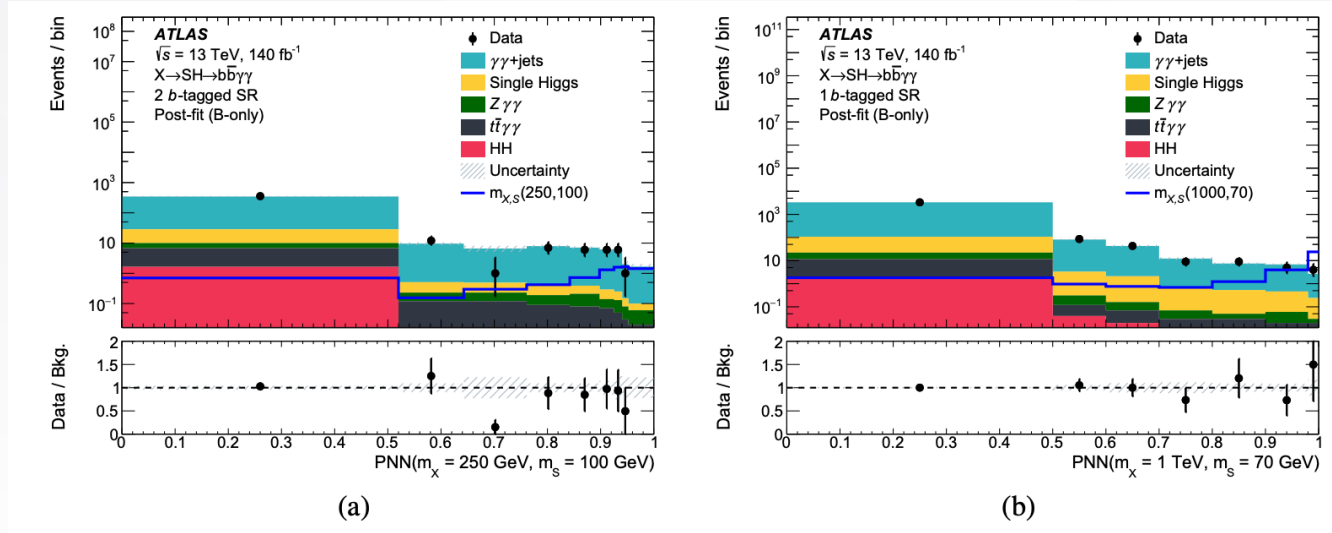 Events / bin
10⁸
10⁷
10⁵
10³
10
10⁻¹
ATLAS
√s = 13 TeV, 140 fb⁻¹
X→SH→bb̅γγ
2 b-tagged SR
Post-fit (B-only)
Data
γγ+jets
Single Higgs
Z γγ
tt̅γγ
HH
Uncertainty
m_X,S(250,100)
Data / Bkg.
2
1.5
1
0.5
0
0 0.1 0.2 0.3 0.4 0.5 0.6 0.7 0.8 0.9 1
PNN(m_X = 250 GeV, m_S = 100 GeV)
(a)
Events / bin
10¹¹
10⁹
10⁷
10⁵
10³
10
10⁻¹
ATLAS
√s = 13 TeV, 140 fb⁻¹
X→SH→bb̅γγ
1 b-tagged SR
Post-fit (B-only)
Data
γγ+jets
Single Higgs
Z γγ
tt̅γγ
HH
Uncertainty
m_X,S(1000,70)
Data / Bkg.
2
1.5
1
0.5
0
0 0.1 0.2 0.3 0.4 0.5 0.6 0.7 0.8 0.9 1
PNN(m_X = 1 TeV, m_S = 70 GeV)
(b)